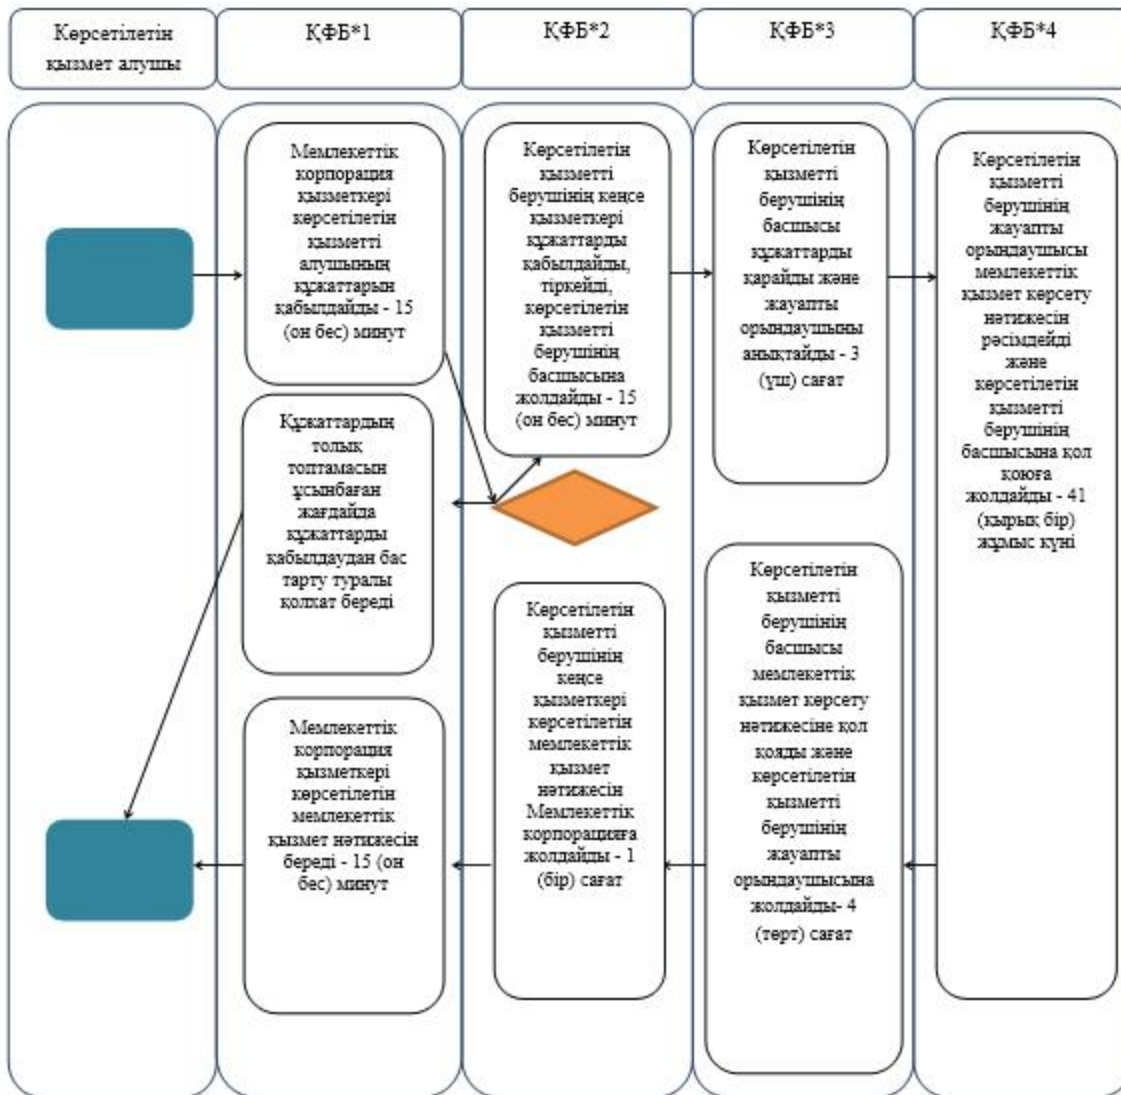 Көрсетілетін
қызмет алушы
ҚФБ*1
ҚФБ*2
ҚФБ*3
ҚФБ*4
Мемлекеттік
корпорация
қызметкері
көрсетілетін
қызметті
алушының
құжаттарын
қабылдайды - 15
(он бес) минут
Құжаттардың
толық
топтамасын
ұсынбаған
жағдайда
құжаттарды
қабылдаудан бас
тарту туралы
қолхат береді
Мемлекеттік
корпорация
қызметкері
көрсетілетін
мемлекеттік
қызмет нәтижесін
береді - 15 (он
бес) минут
Көрсетілетін
қызметті
берушінің кеңсе
қызметкері
құжаттарды
қабылдайды,
тіркейді,
көрсетілетін
қызметті
берушінің
басшысына
жолдайды - 15
(он бес) минут
Көрсетілетін
қызметті
берушінің
кеңсе
қызметкері
көрсетілетін
мемлекеттік
қызмет
нәтижесін
Мемлекеттік
корпорацияға
жолдайды - 1
(бір) сағат
Көрсетілетін
қызметті
берушінің
басшысы
құжаттарды
қарайды және
жауапты
орындаушыны
анықтайды - 3
(үш) сағат
Көрсетілетін
қызметті
берушінің
басшысы
мемлекеттік
қызмет көрсету
нәтижесіне қол
қояды және
көрсетілетін
қызметті
берушінің
жауапты
орындаушысына
жолдайды- 4
(төрт) сағат
Көрсетілетін
қызметті
берушінің
жауапты
орындаушысы
мемлекеттік
қызмет көрсету
нәтижесін
рәсімдейді
және
көрсетілетін
қызметті
берушінің
басшысына қол
қоюға
жолдайды - 41
(қырық бір)
жұмыс күні